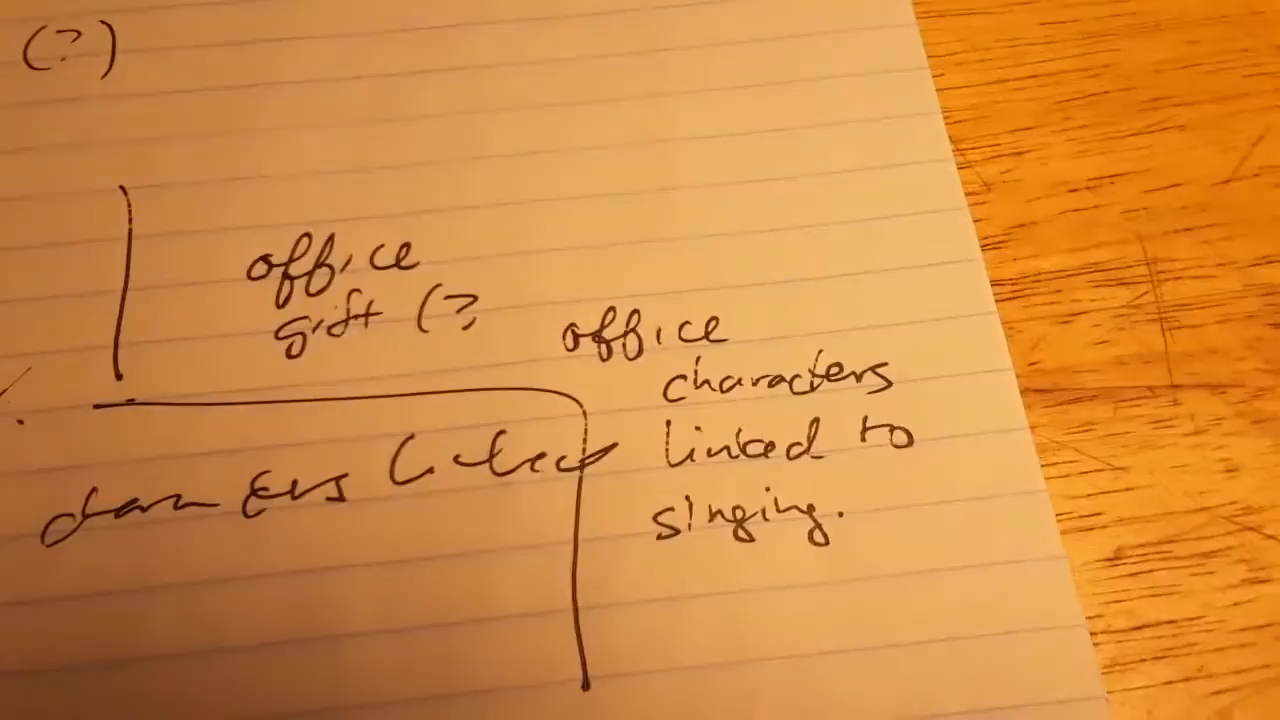 (?)
office
gift (?
office
characters
linked to
singing.